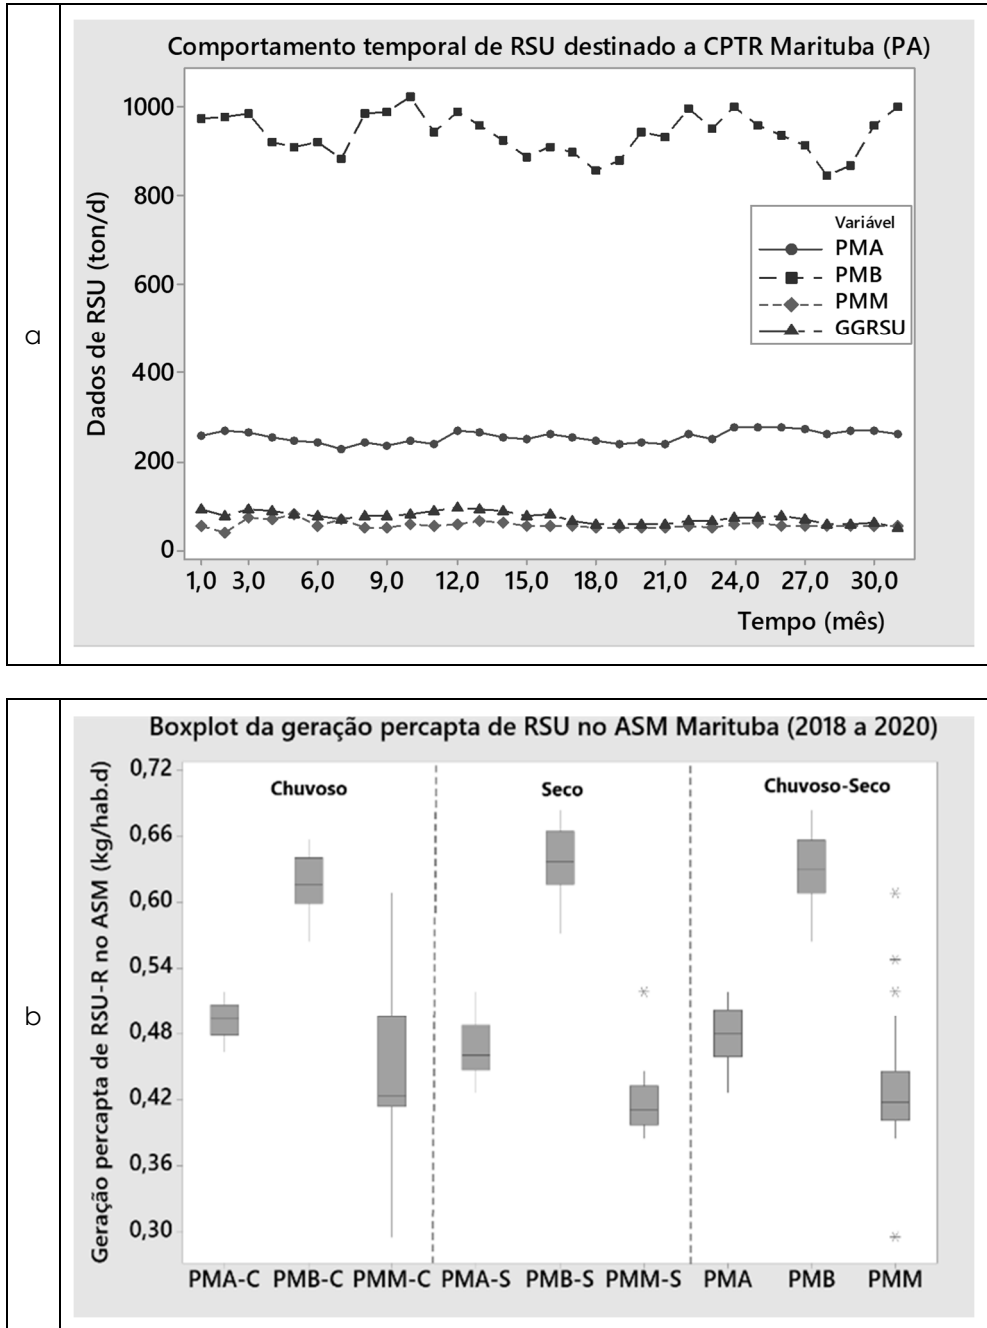 a
Comportamento temporal de RSU destinado a CPTR Marituba (PA)
Dados de RSU (ton/d)
1000
800
600
400
200
0
Variável
PMA
PMB
PMM
GGRSU
1,0 3,0 6,0 9,0 12,0 15,0 18,0 21,0 24,0 27,0 30,0
Tempo (mês)
b
Boxplot da geração percapta de RSU no ASM Marituba (2018 a 2020)
Geração percapta de RSU-R no ASM (kg/hab.d)
0,72
0,66
0,60
0,54
0,48
0,42
0,36
0,30
Chuvoso Seco Chuvoso-Seco
PMA-C PMB-C PMM-C PMA-S PMB-S PMM-S PMA PMB PMM